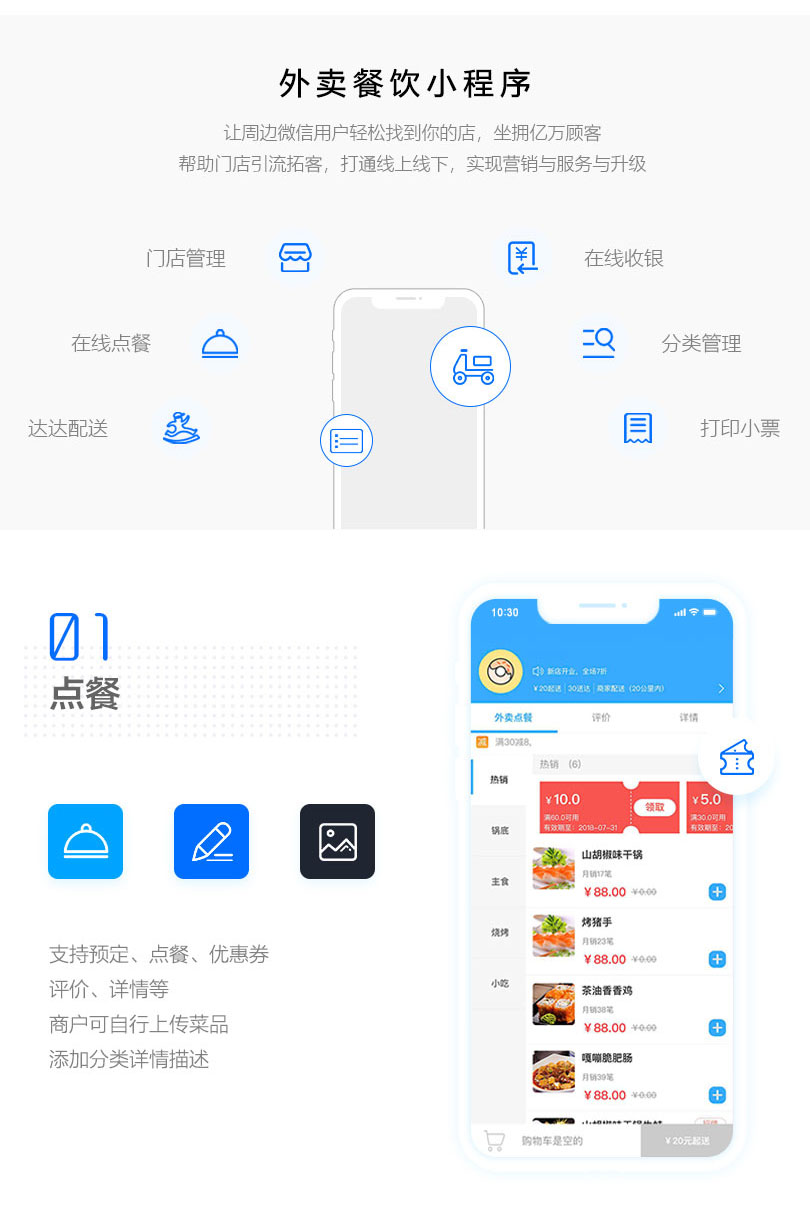 外卖餐饮小程序
让周边微信用户轻松找到你的店，坐拥亿万顾客
帮助门店引流拓客，打通线上线下，实现营销与服务与升级
门店管理
在线收银
在线点餐
分类管理
达达配送
打印小票
01
点餐
支持预定、点餐、优惠券
评价、详情等
商户可自行上传菜品
添加分类详情描述
10:30
新店开业，全场7折
¥20起送｜30送达｜商家配送（20公里内）
外卖点餐 评价 详情
减 满30减8,
热销
锅底
主食
烧烤
小吃
热销 (6)
¥10.0
满60.0可用
有效期至：2018-07-31
领取
¥5.0
满30.0可用
有效期至：20
山胡椒味干锅
月销17笔
¥88.00 ¥0.00
烤猪手
月销23笔
¥88.00 ¥0.00
茶油香香鸡
月销38笔
¥88.00 ¥0.00
嘎嘣脆肥肠
月销39笔
¥88.00 ¥0.00
购物车是空的
¥20元起送